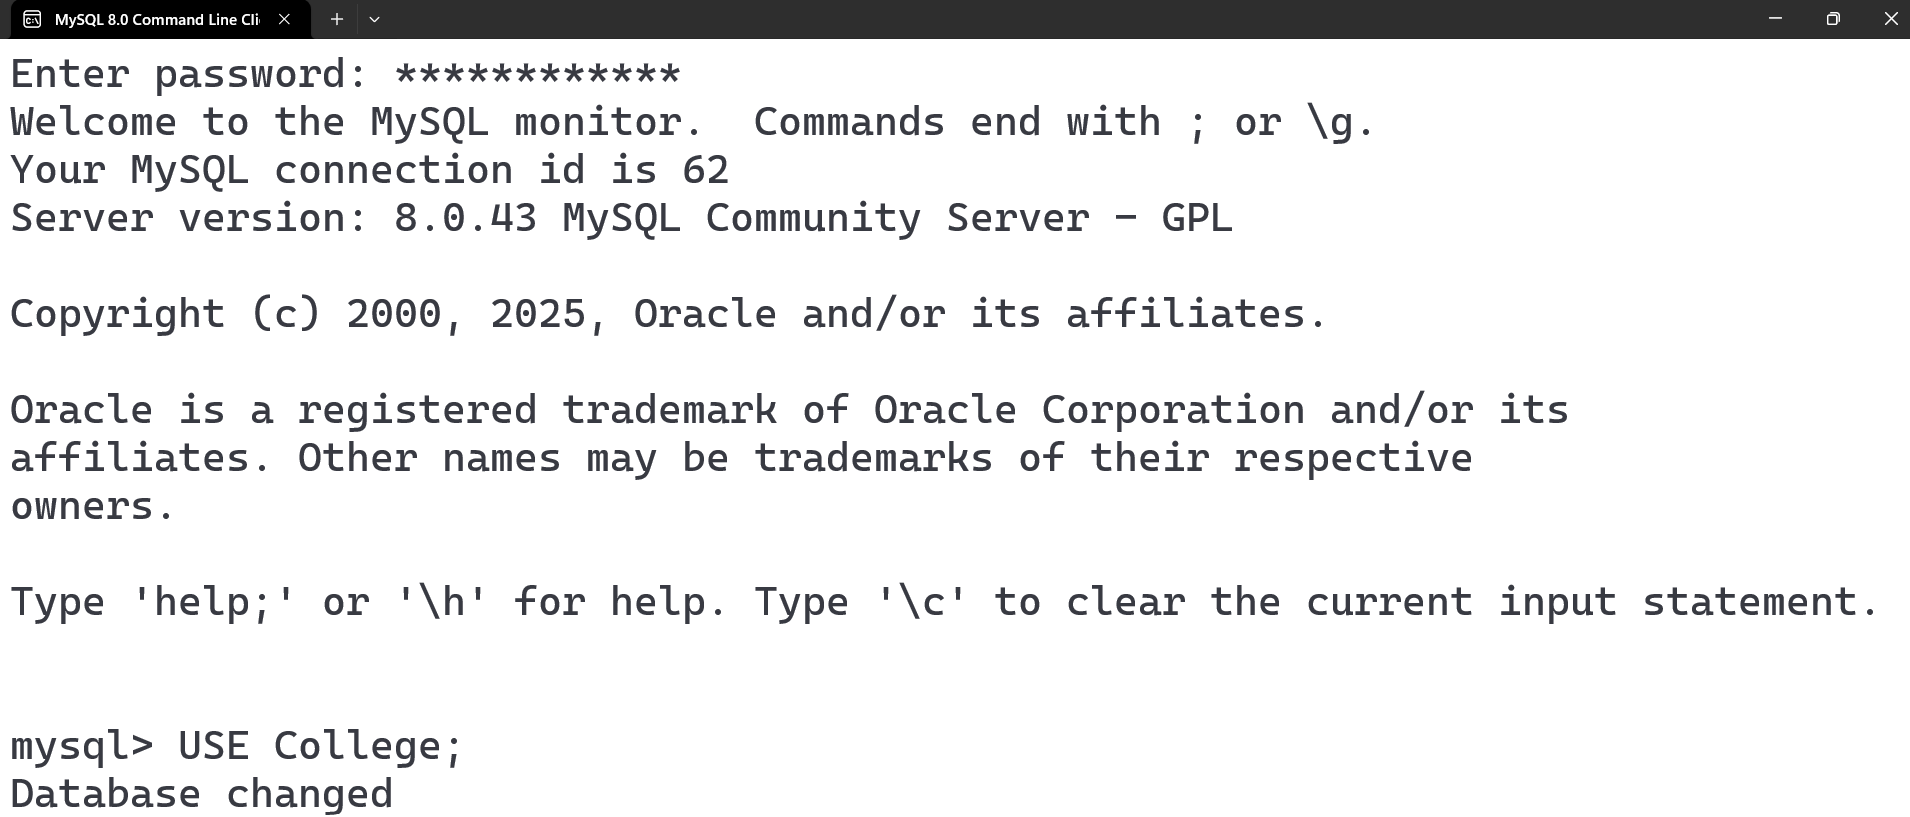 MySQL 8.0 Command Line Cli
Enter password: ************
Welcome to the MySQL monitor.  Commands end with ; or \g.
Your MySQL connection id is 62
Server version: 8.0.43 MySQL Community Server - GPL
Copyright (c) 2000, 2025, Oracle and/or its affiliates.
Oracle is a registered trademark of Oracle Corporation and/or its
affiliates. Other names may be trademarks of their respective
owners.
Type 'help;' or '\h' for help. Type '\c' to clear the current input statement.
mysql> USE College;
Database changed